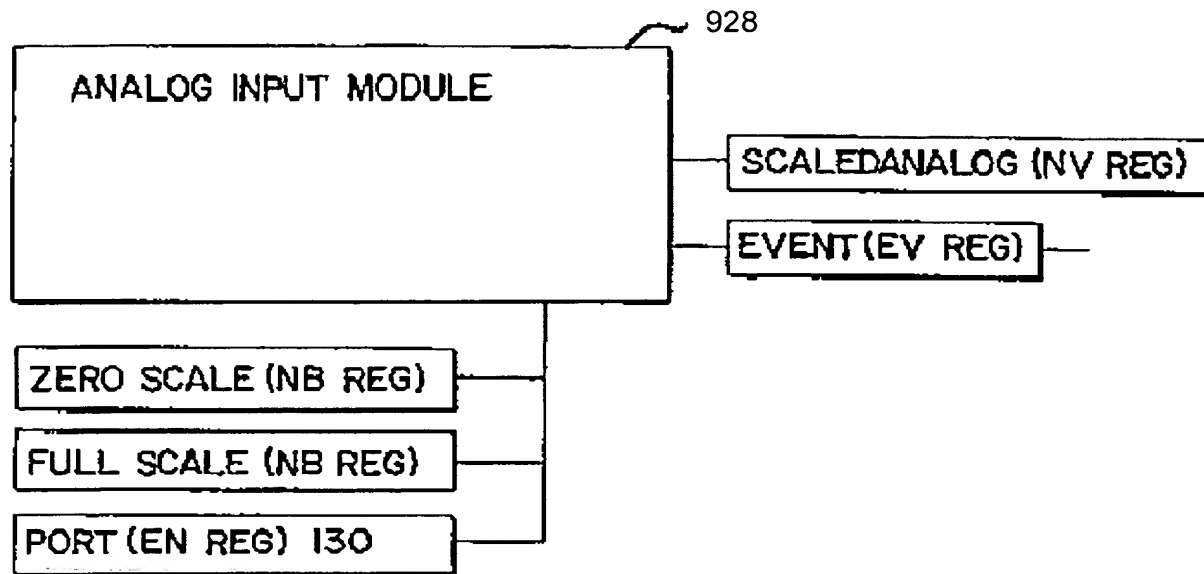 928
ANALOG INPUT MODULE
SCALEDANALOG (NV REG)
EVENT (EV REG)
ZERO SCALE (NB REG)
FULL SCALE (NB REG)
PORT (EN REG) 130